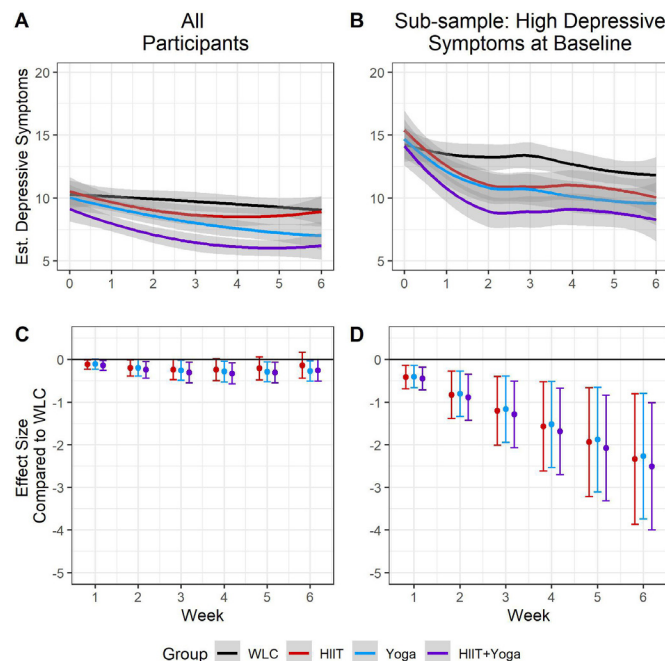 A
All
Participants
B
Sub-sample: High Depressive
Symptoms at Baseline
Est. Depressive Symptoms
20
15
10
5
0 1 2 3 4 5 6
20
15
10
5
0 1 2 3 4 5 6
C
D
Effect Size
Compared to WLC
0
-1
-2
-3
-4
-5
1 2 3 4 5 6
Week
0
-1
-2
-3
-4
-5
1 2 3 4 5 6
Week
Group WLC HIIT Yoga HIIT+Yoga